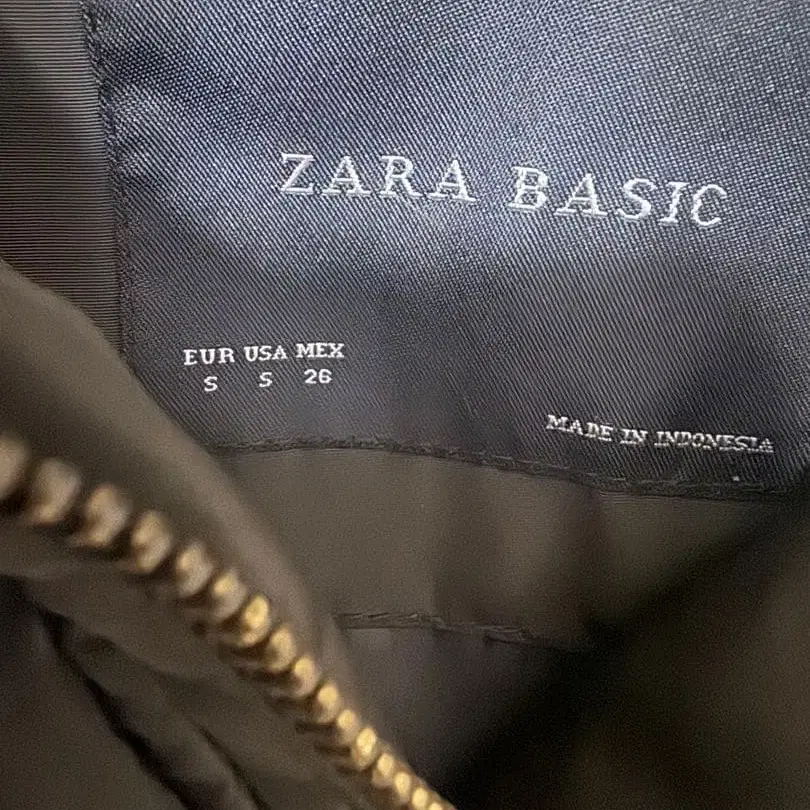 ZARA BASIC
EUR USA MEX
S S 26
MADE IN INDONESIA